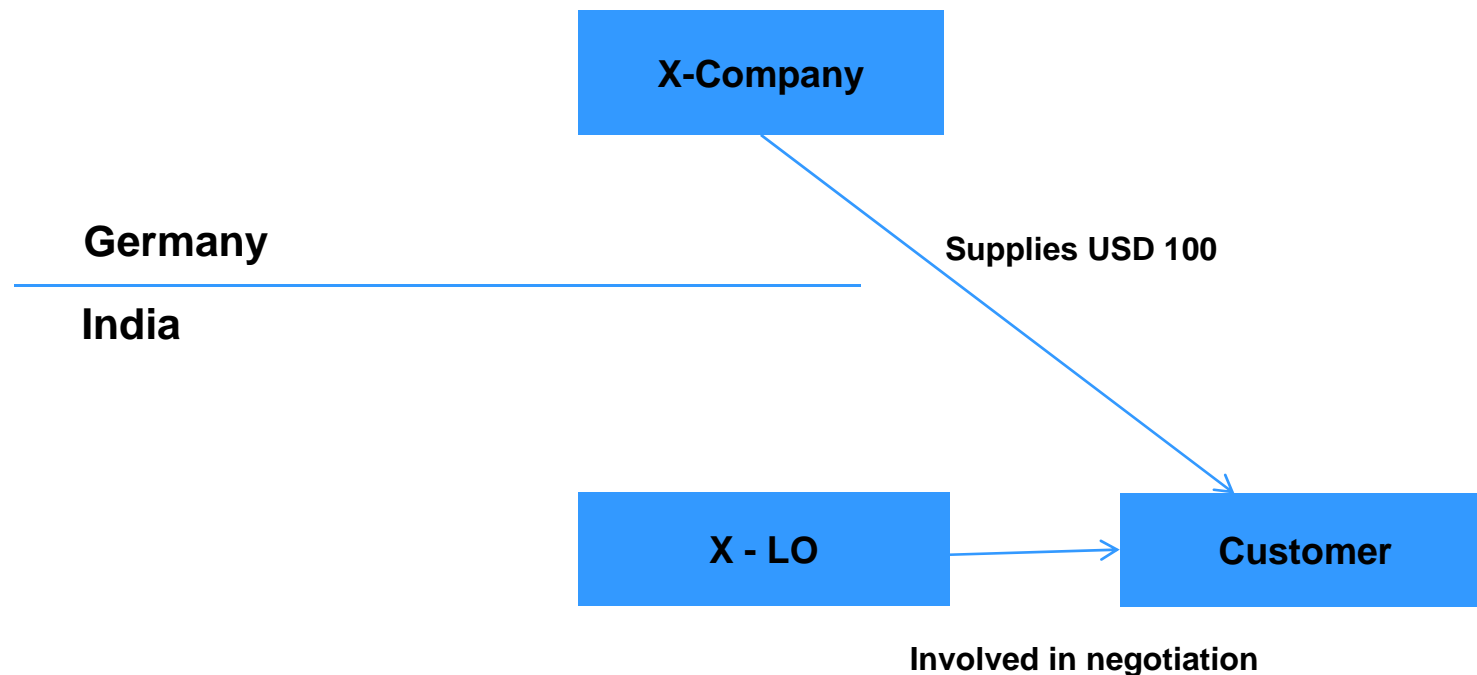 X-Company
Germany
Supplies USD 100
India
X - LO
Customer
Involved in negotiation